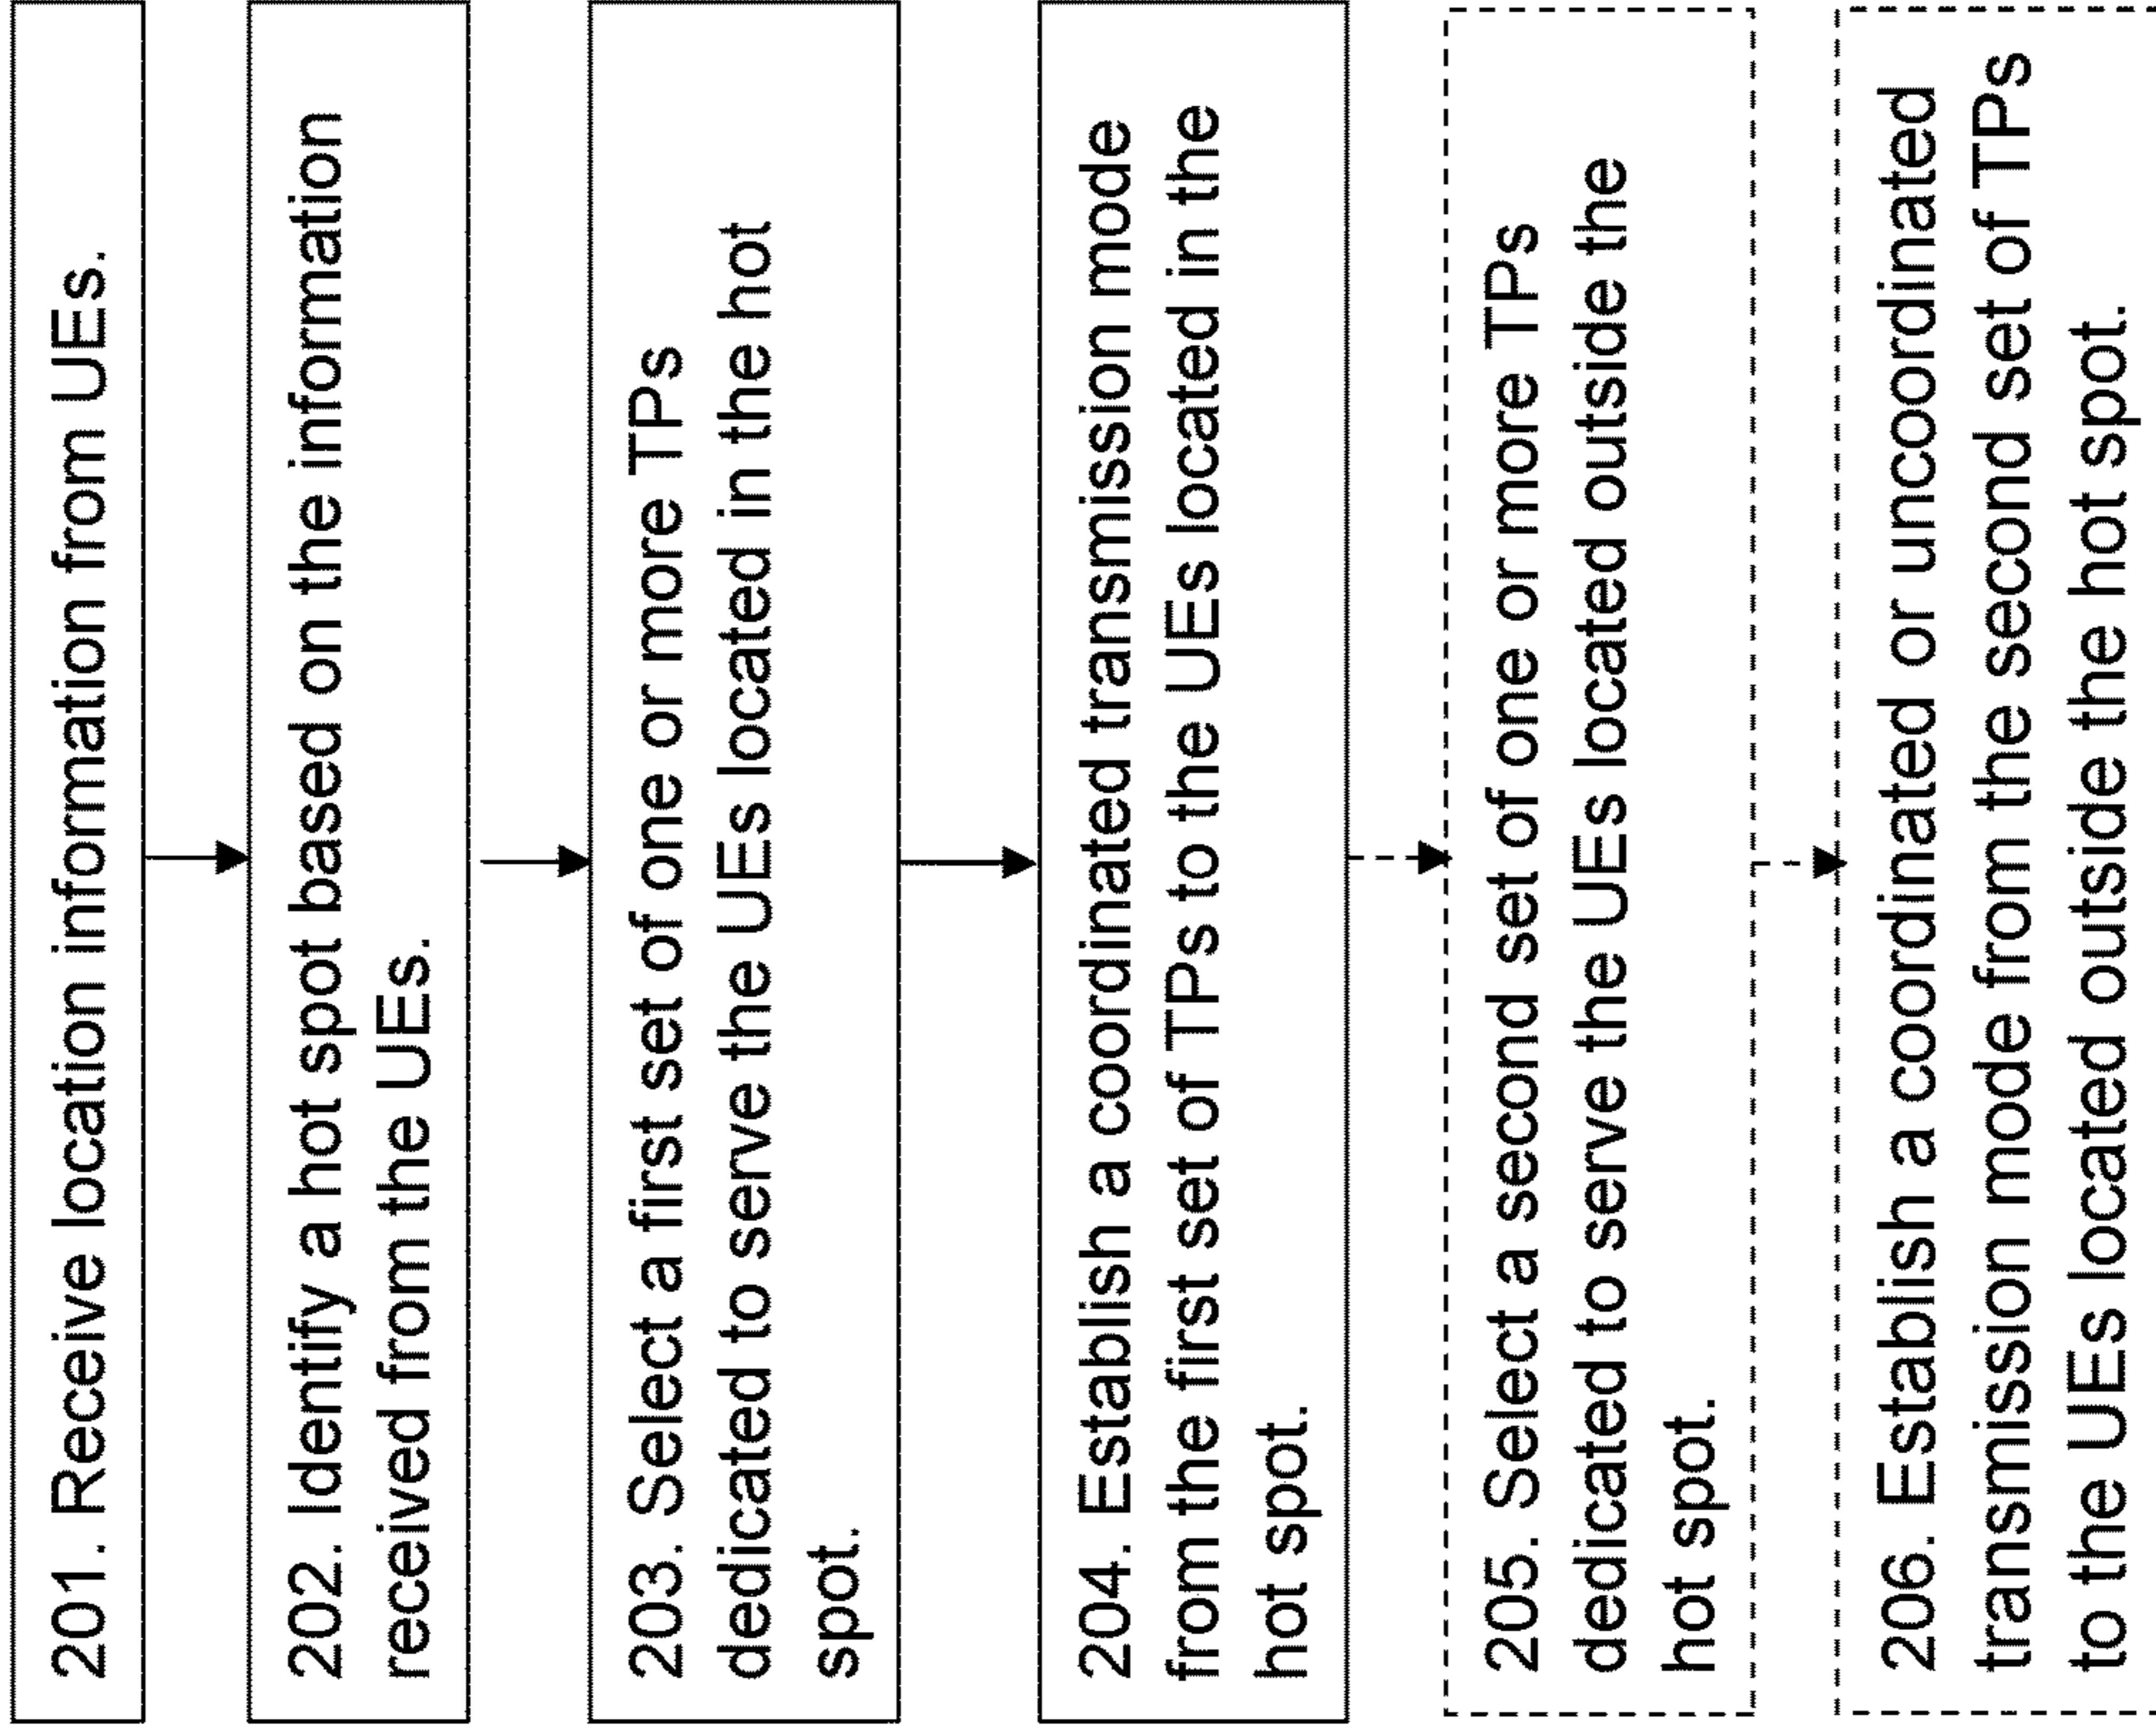 201. Receive location information from UEs.
202. Identify a hot spot based on the information
received from the UEs.
203. Select a first set of one or more TPs
dedicated to serve the UEs located in the hot
spot.
204. Establish a coordinated transmission mode
from the first set of TPs to the UEs located in the
hot spot.
205. Select a second set of one or more TPs
dedicated to serve the UEs located outside the
hot spot.
206. Establish a coordinated or uncoordinated
transmission mode from the second set of TPs
to the UEs located outside the hot spot.